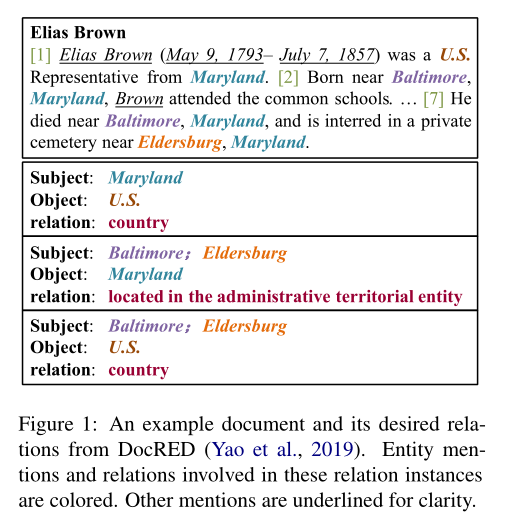 Elias Brown
[1] Elias Brown (May 9, 1793– July 7, 1857) was a U.S.
Representative from Maryland. [2] Born near Baltimore,
Maryland, Brown attended the common schools. … [7] He
died near Baltimore, Maryland, and is interred in a private
cemetery near Eldersburg, Maryland.
Subject: Maryland
Object: U.S.
relation: country
Subject: Baltimore; Eldersburg
Object: Maryland
relation: located in the administrative territorial entity
Subject: Baltimore; Eldersburg
Object: U.S.
relation: country
Figure 1: An example document and its desired rela-
tions from DocRED (Yao et al., 2019). Entity men-
tions and relations involved in these relation instances
are colored. Other mentions are underlined for clarity.